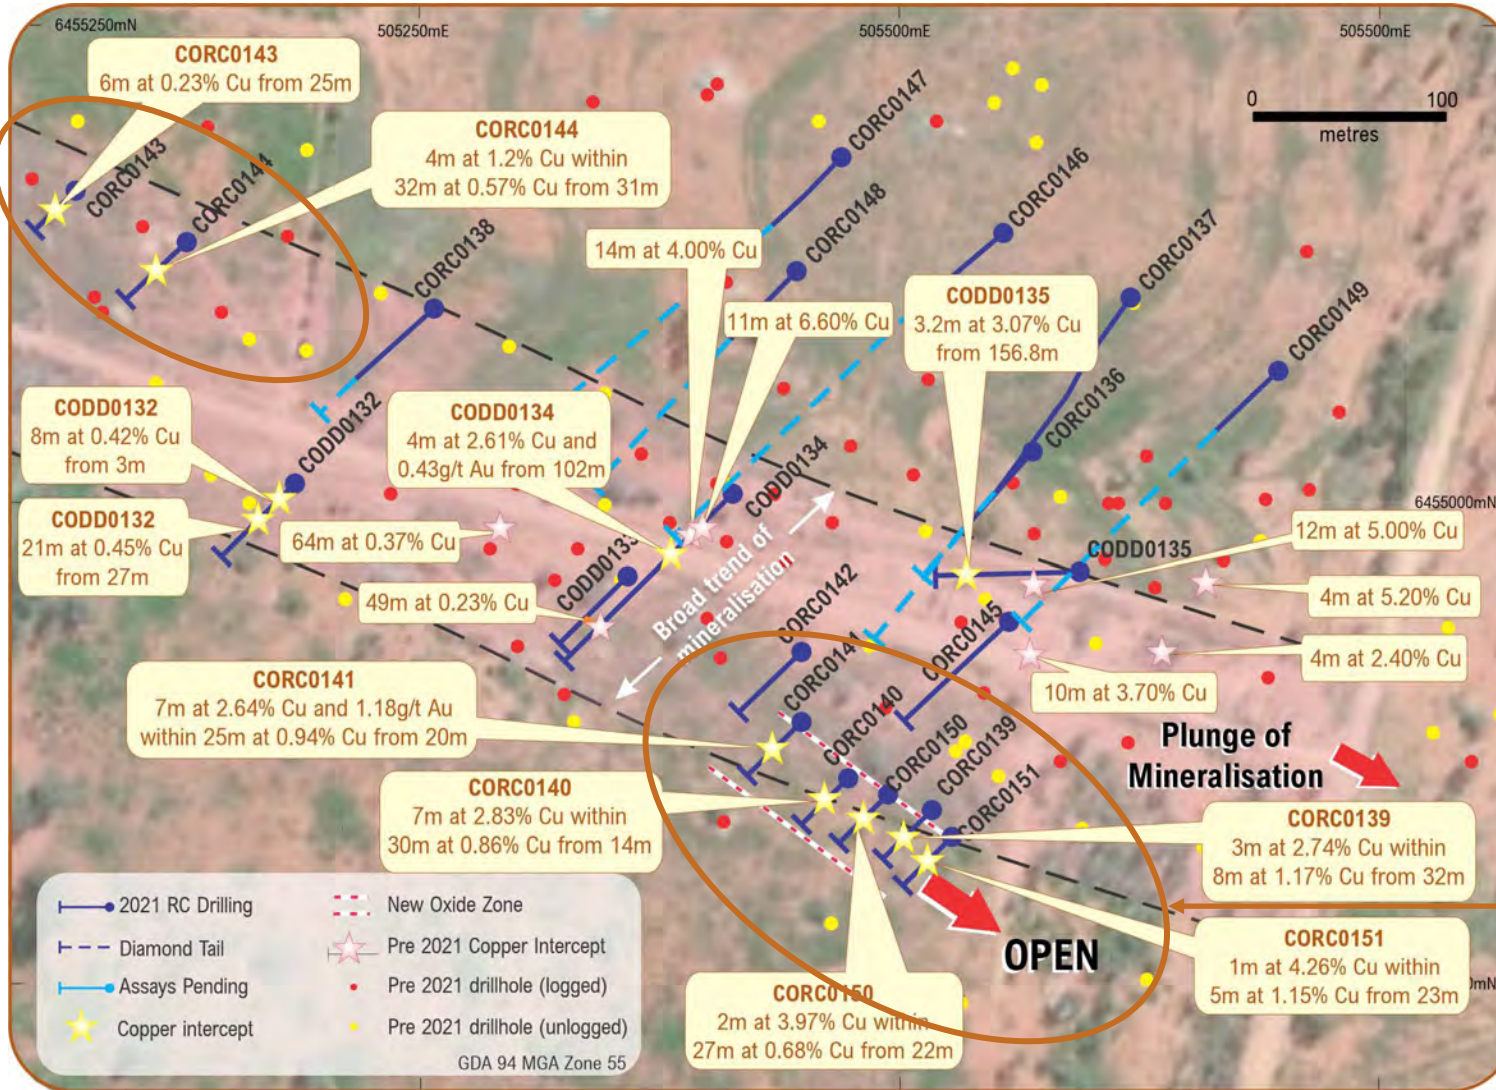 6455250mN
505250mE
505500mE
505500mE
CORC0143
6m at 0.23% Cu from 25m
0
100
metres
CORC0144
4m at 1.2% Cu within
32m at 0.57% Cu from 31m
CORC0147
CORC0146
CORC0143
CORC0144
CORC0148
CORC0137
CORC0138
14m at 4.00% Cu
11m at 6.60% Cu
CODD0135
3.2m at 3.07% Cu
from 156.8m
CORC0149
CORC0136
CODD0132
8m at 0.42% Cu
from 3m
CODD0132
CODD0134
4m at 2.61% Cu and
0.43g/t Au from 102m
CODD0134
6455000mN
CODD0132
21m at 0.45% Cu
from 27m
64m at 0.37% Cu
12m at 5.00% Cu
CODD0133
CODD0135
49m at 0.23% Cu
Broad trend of
mineralisation
4m at 5.20% Cu
CORC0142
CORC0145
4m at 2.40% Cu
CORC0141
CORC0141
7m at 2.64% Cu and 1.18g/t Au
within 25m at 0.94% Cu from 20m
10m at 3.70% Cu
CORC0140
CORC0150
CORC0139
CORC0151
Plunge of
Mineralisation
CORC0140
7m at 2.83% Cu within
30m at 0.86% Cu from 14m
CORC0139
3m at 2.74% Cu within
8m at 1.17% Cu from 32m
OPEN
CORC0151
1m at 4.26% Cu within
5m at 1.15% Cu from 23m
mN
CORC0150
2m at 3.97% Cu within
27m at 0.68% Cu from 22m
2021 RC Drilling
Diamond Tail
Assays Pending
Copper intercept
New Oxide Zone
Pre 2021 Copper Intercept
Pre 2021 drillhole (logged)
Pre 2021 drillhole (unlogged)
GDA 94 MGA Zone 55